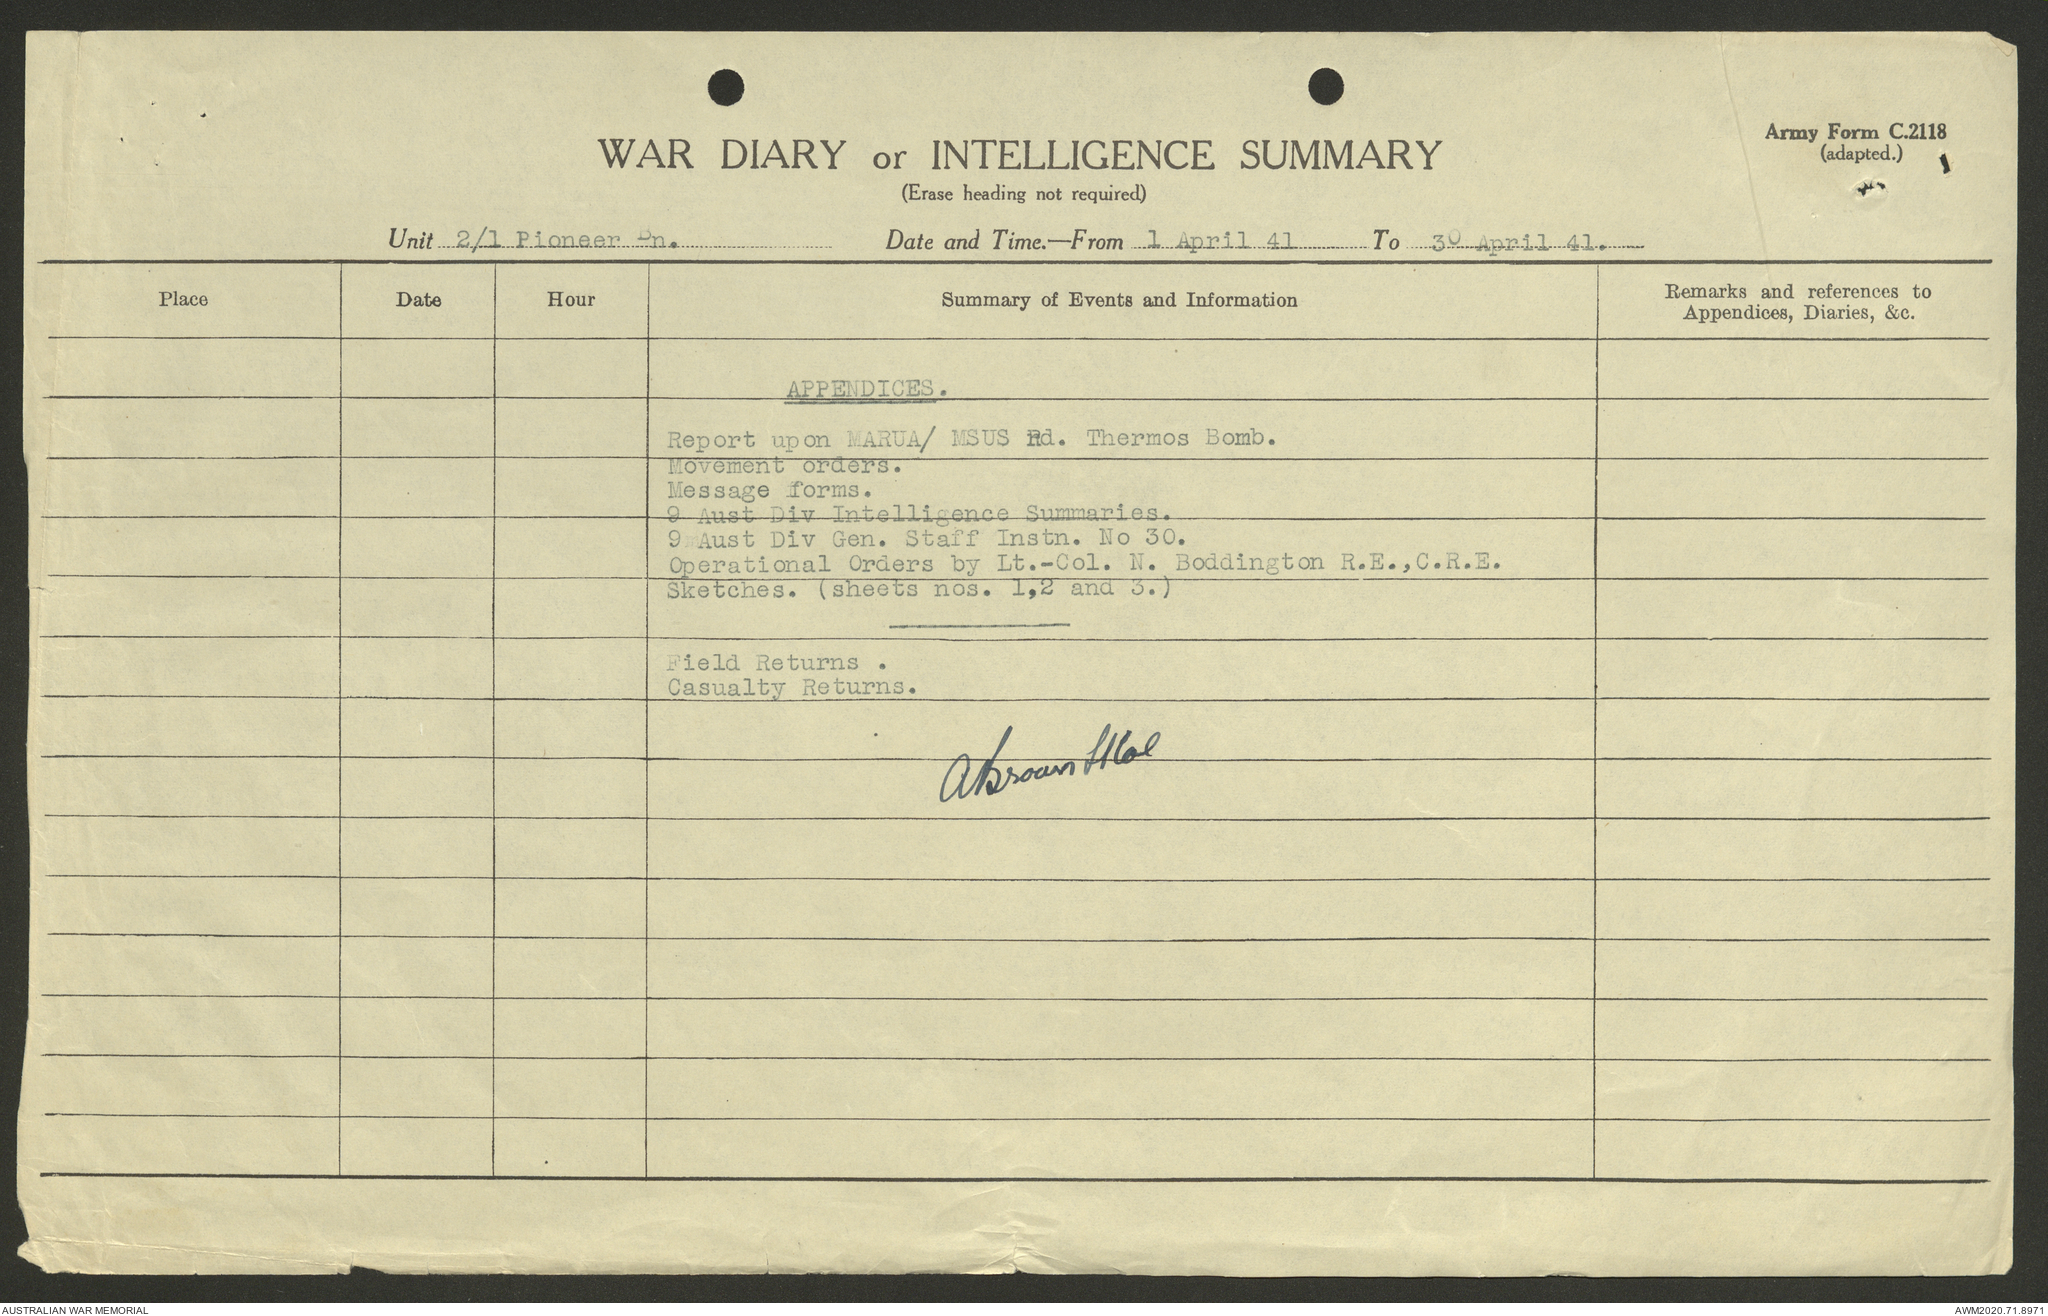 Army Form C.2118
(adapted.)
WAR DIARY or INTELLIGENCE SUMMARY
(Erase heading not required)
Unit 2/1 Pioneer Bn. Date and Time.—From 1 April 41 To 30 April 41.
Place Date Hour Summary of Events and Information Remarks and references to
Appendices, Diaries, &c.
APPENDICES.
Report upon MARUA/ MSUS Rd. Thermos Bomb.
Movement orders.
Message forms.
9 Aust Div Intelligence Summaries.
9 Aust Div Gen. Staff Instn. No 30.
Operational Orders by Lt.-Col. N. Boddington R.E.,C.R.E.
Sketches. (sheets nos. 1,2 and 3.)
Field Returns .
Casualty Returns.
ABrown LtCol
AUSTRALIAN WAR MEMORIAL
AWM2020.71.8971